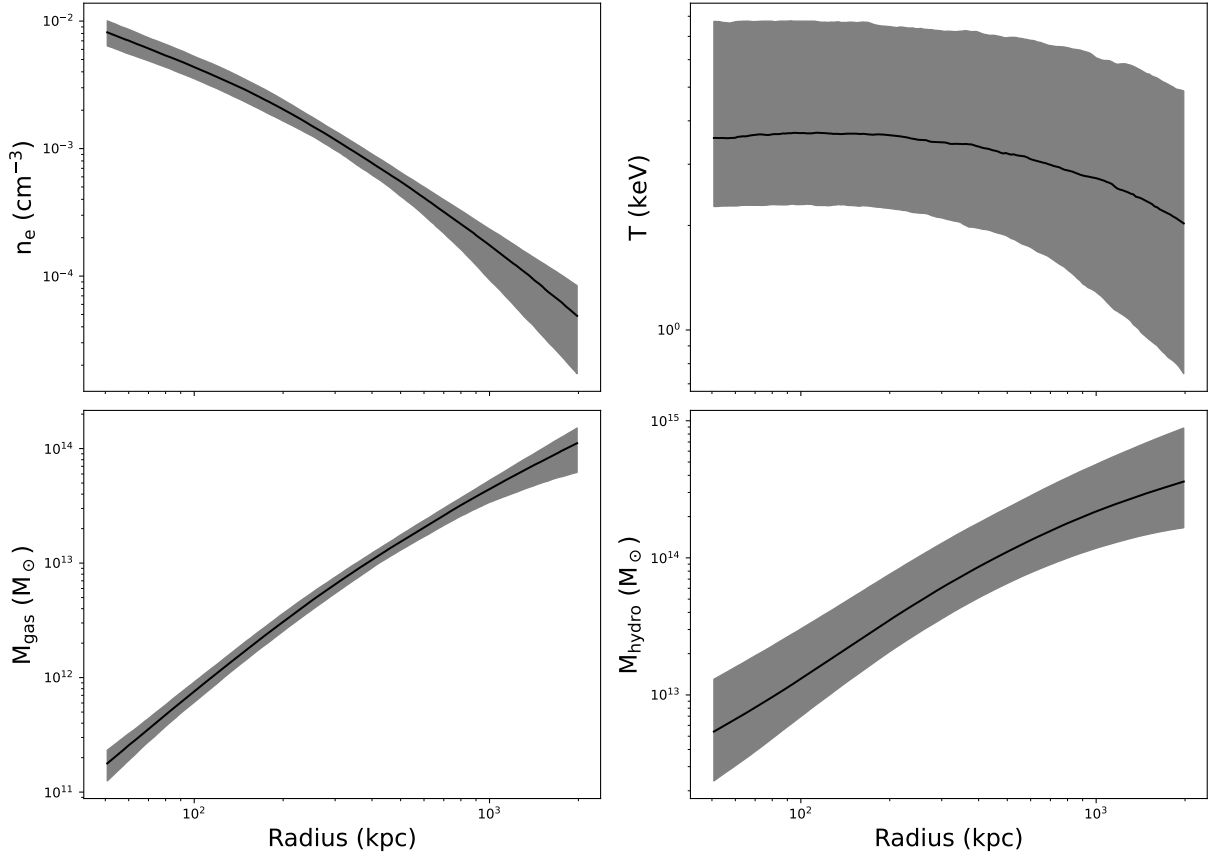 10⁻²
10⁻³
10⁻⁴
nₑ (cm⁻³)
10⁰
T (keV)
10¹⁴
10¹³
10¹²
10¹¹
M_gas (M_⊙)
10²
10³
Radius (kpc)
10¹⁵
10¹⁴
10¹³
M_hydro (M_⊙)
10²
10³
Radius (kpc)